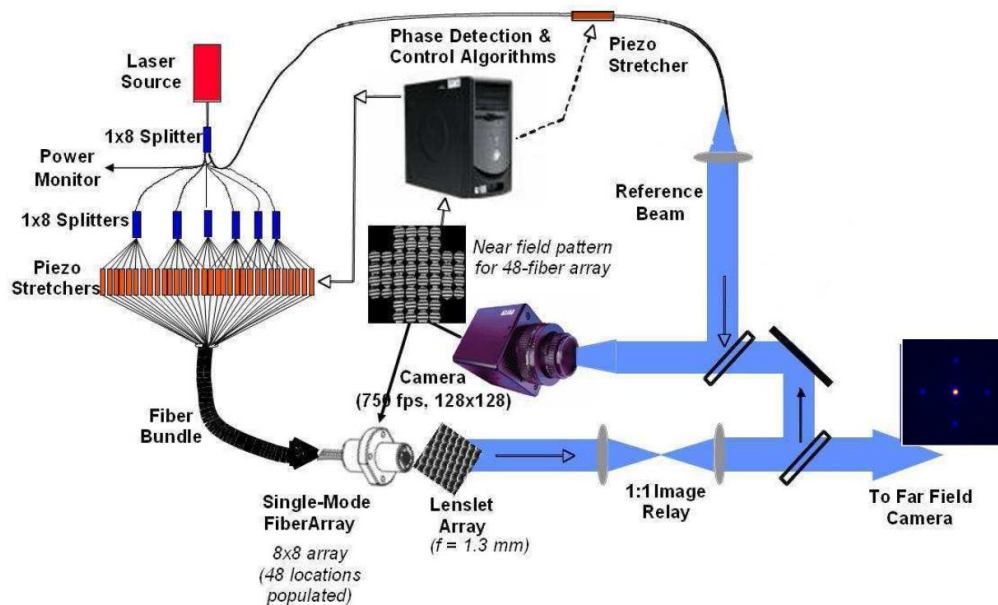 Laser
Source
Phase Detection &
Control Algorithms
Piezo
Stretcher
1x8 Splitter
Power
Monitor
1x8 Splitters
Reference
Beam
Near field pattern
for 48-fiber array
Piezo
Stretchers
Camera
(750 fps, 128x128)
Fiber
Bundle
Single-Mode
FiberArray
8x8 array
(48 locations
populated)
Lenslet
Array
(f = 1.3 mm)
1:1 Image
Relay
To Far Field
Camera